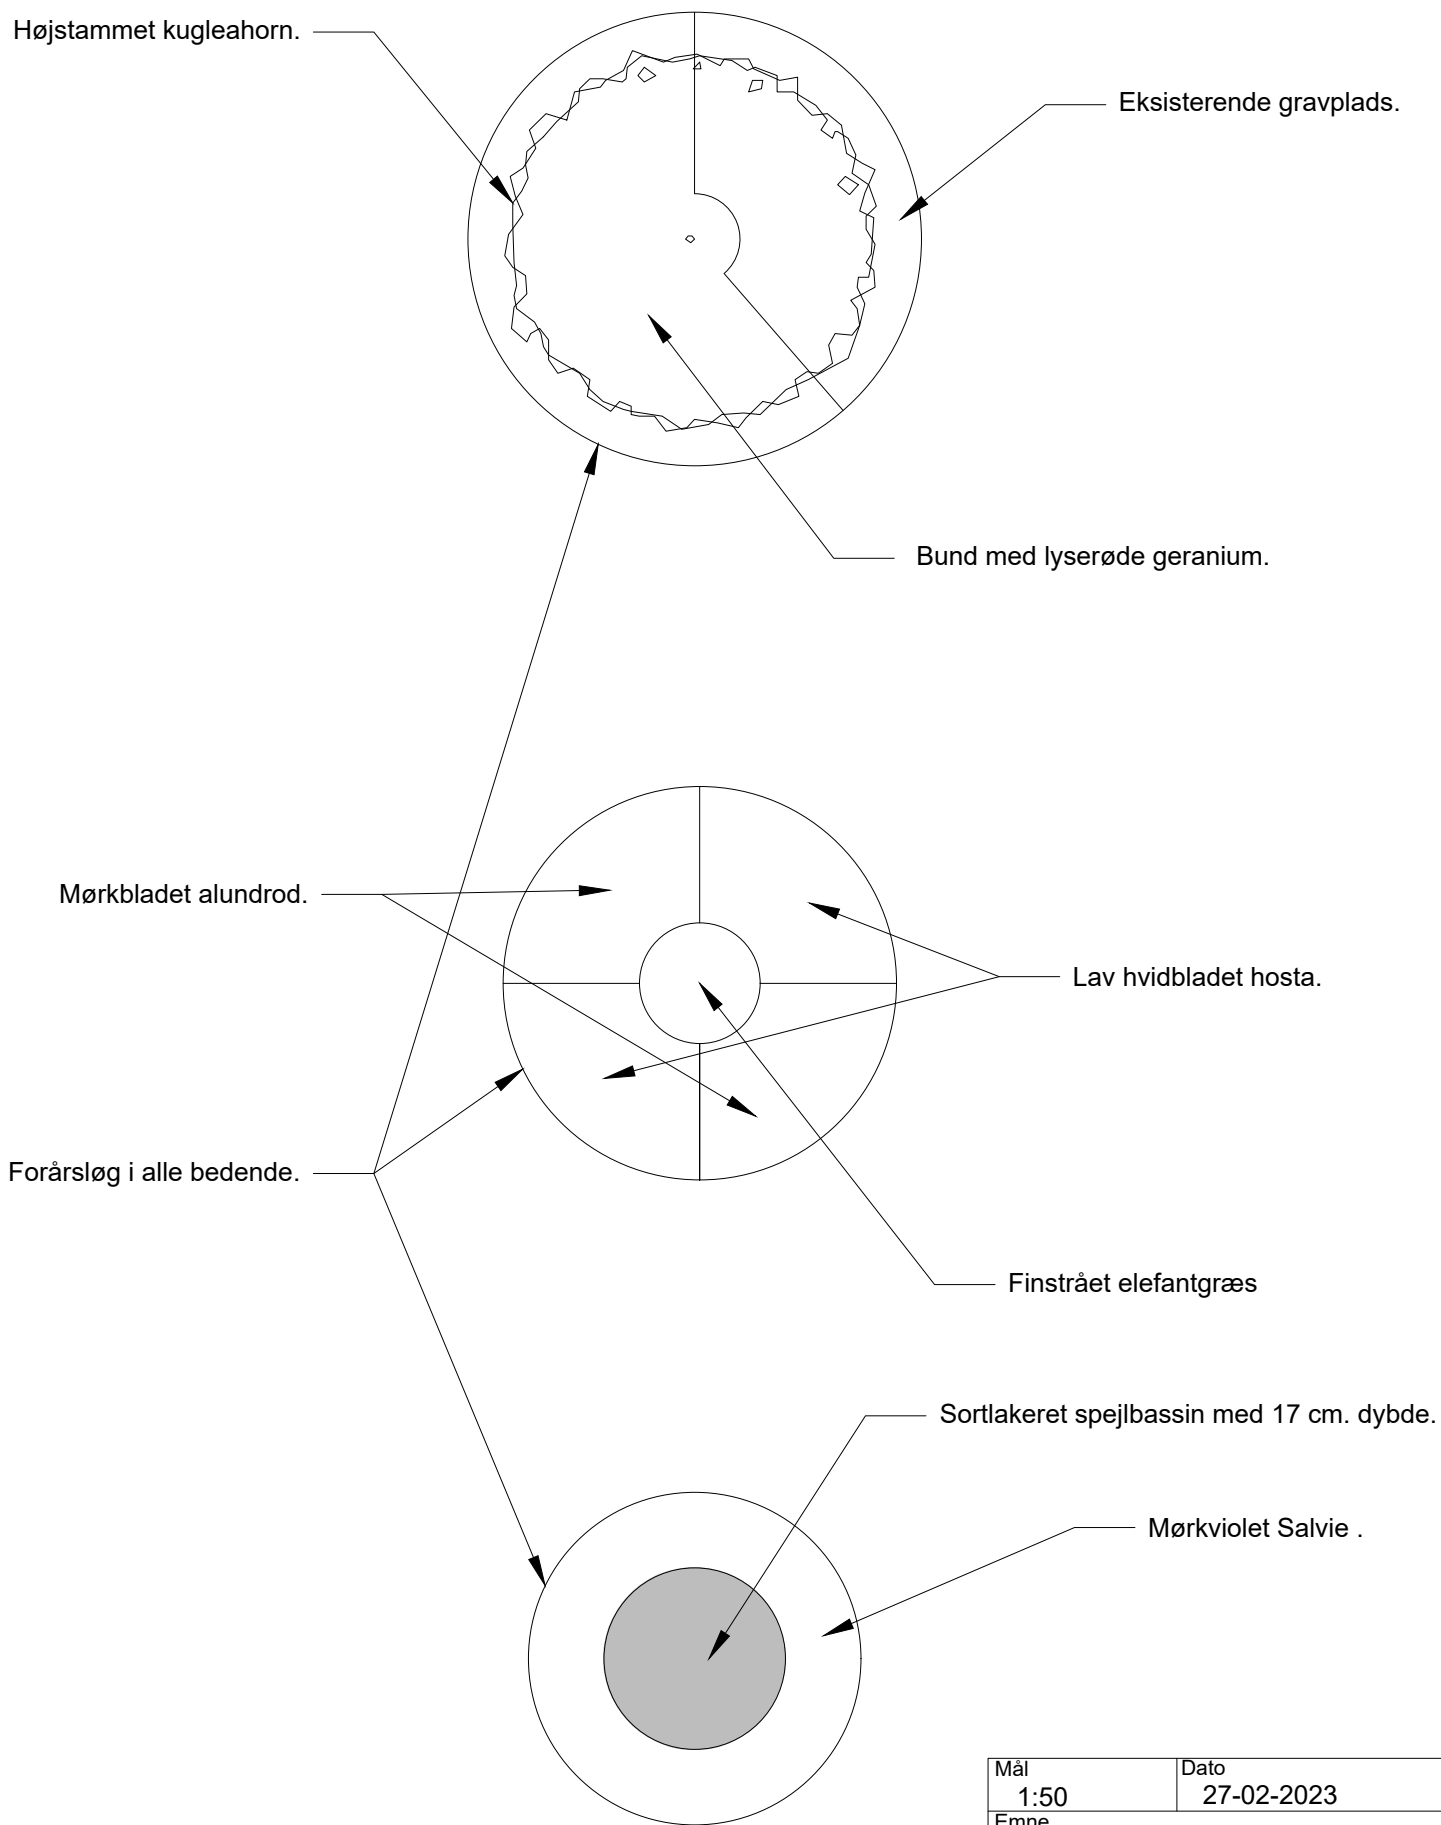 Højstammet kugleahorn.
Eksisterende gravplads.
Bund med lyserøde geranium.
Mørkbladet alundrod.
Lav hvidbladet hosta.
Forårsløg i alle bedende.
Finstrået elefantgræs
Sortlakeret spejlbassin med 17 cm. dybde.
Mørkviolet Salvie .
Mål
Dato
1:50
27-02-2023
Emne